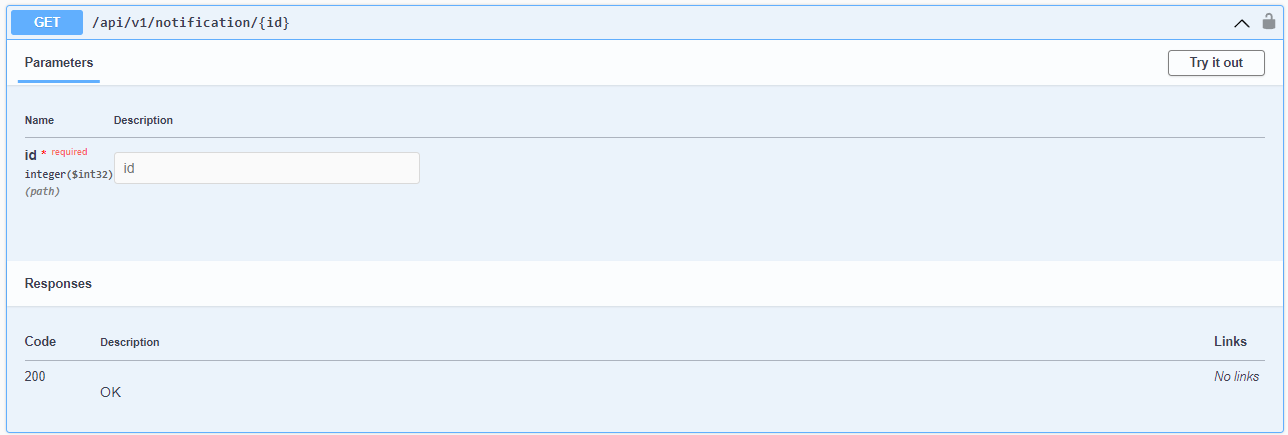 GET /api/v1/notification/{id}
Parameters Try it out
Name Description
id * required
integer($int32) id
(path)
Responses
Code Description Links
200 No links
OK